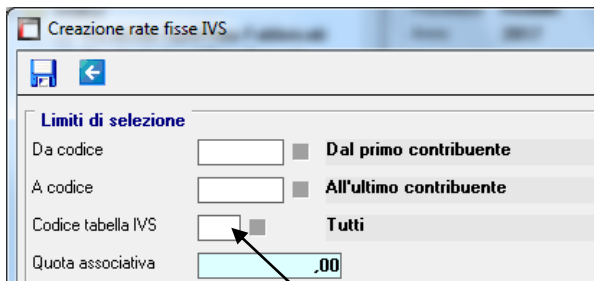 Creazione rate fisse IVS
Limiti di selezione
Da codice Dal primo contribuente
A codice All'ultimo contribuente
Codice tabella IVS Tutti
Quota associativa ,00